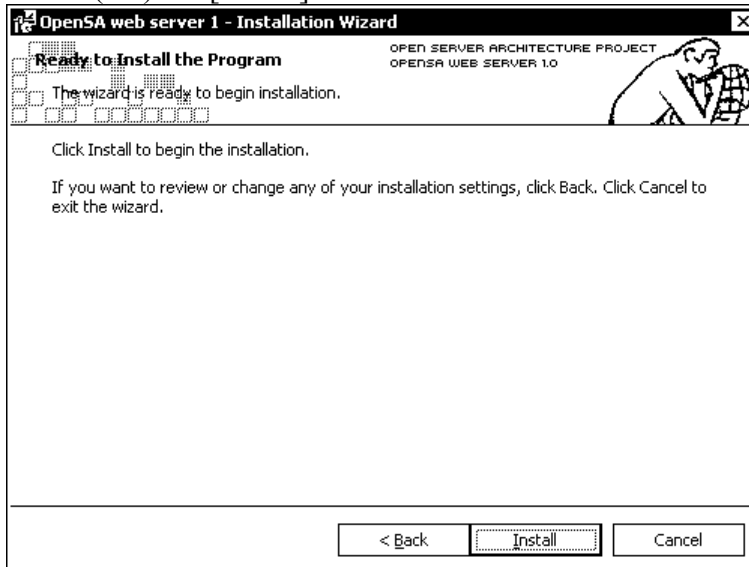 OpenSA web server 1 - Installation Wizard
Ready to Install the Program
OPEN SERVER ARCHITECTURE PROJECT
OPENSA WEB SERVER 1.0
The wizard is ready to begin installation.
Click Install to begin the installation.
If you want to review or change any of your installation settings, click Back. Click Cancel to
exit the wizard.
< Back
Install
Cancel